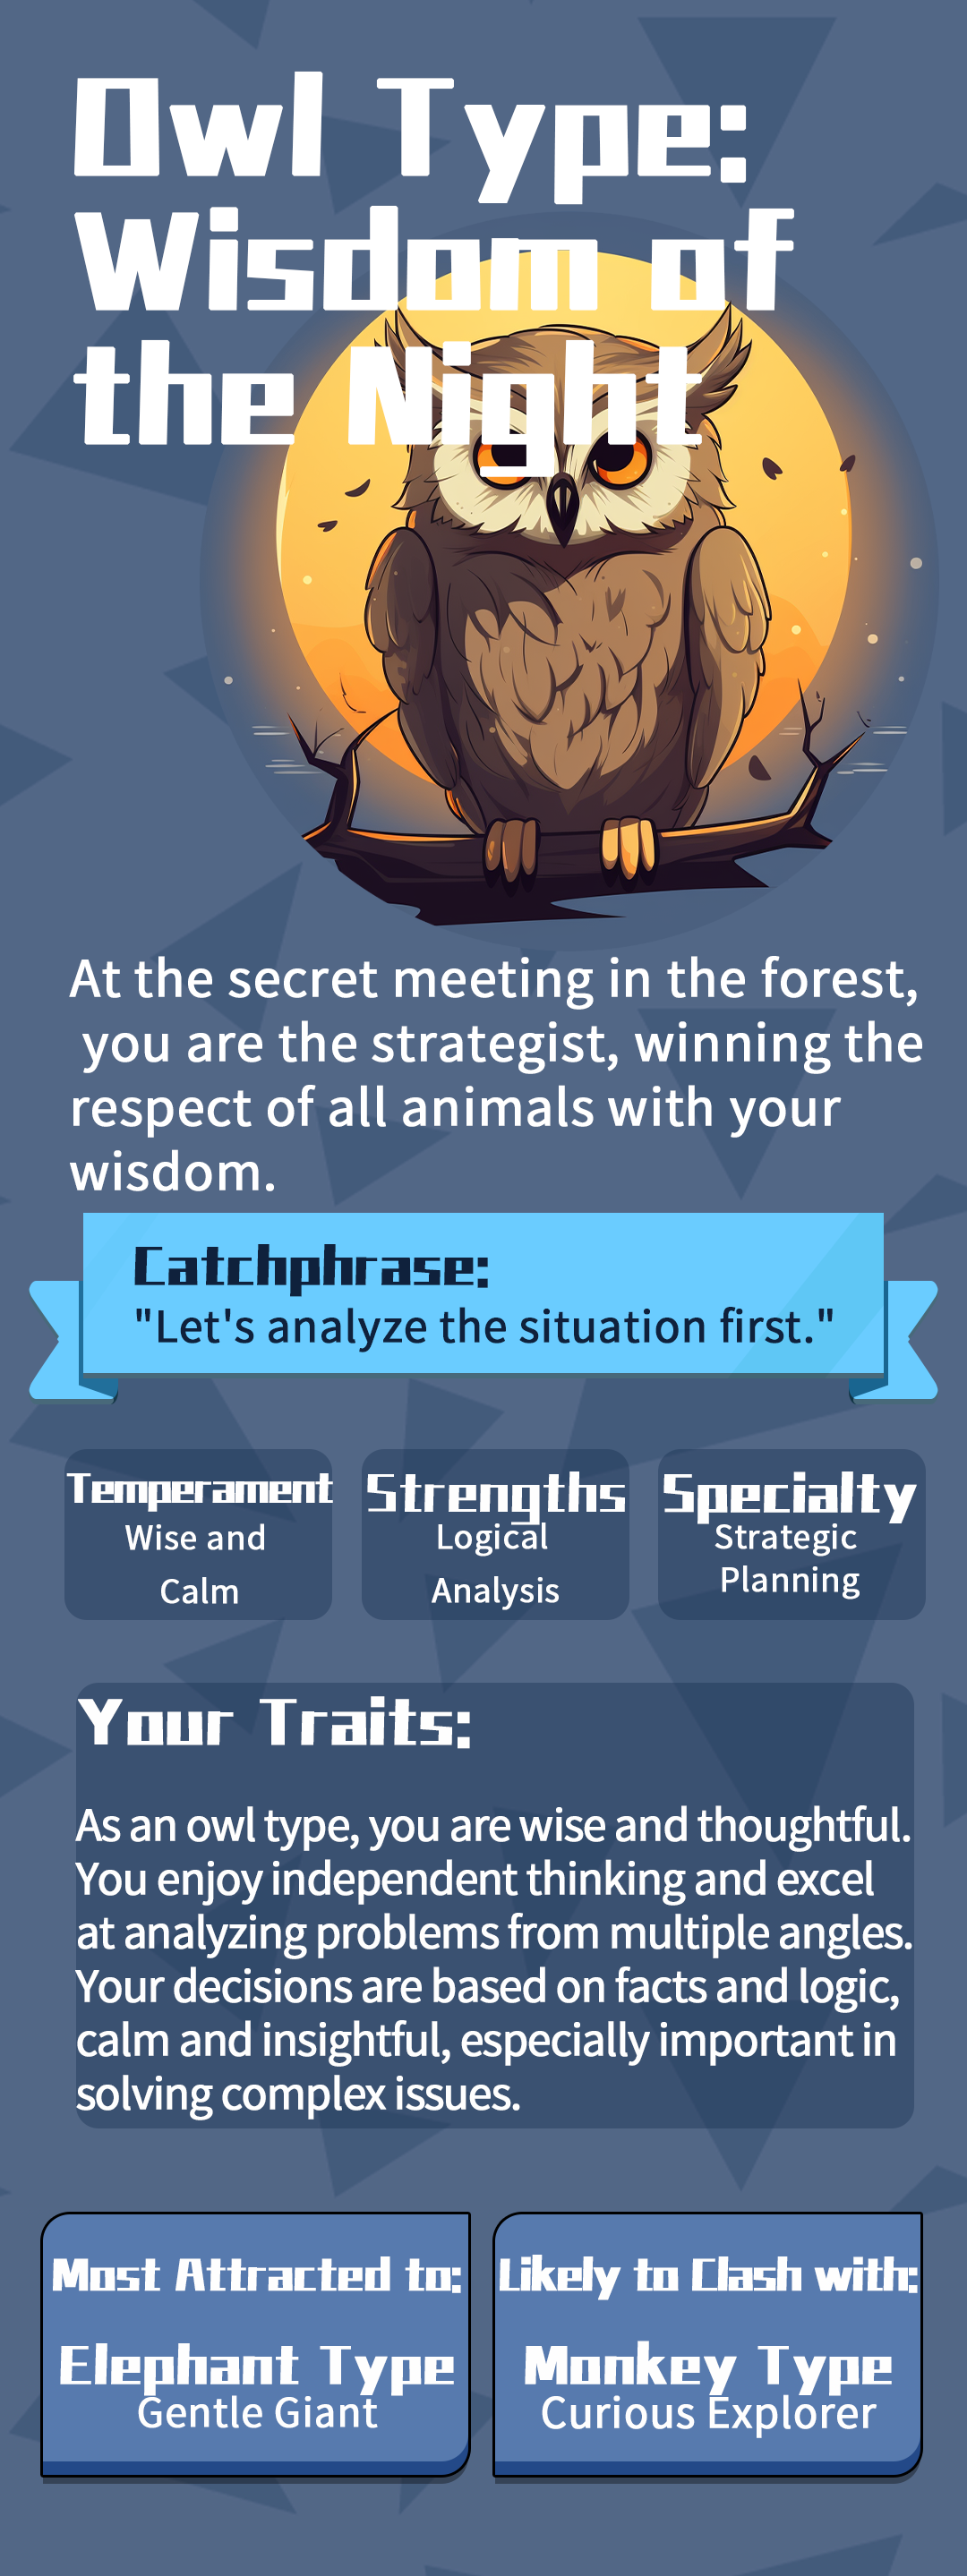 Owl Type:
Wisdom of
the Night
At the secret meeting in the forest,
you are the strategist, winning the
respect of all animals with your
wisdom.
Catchphrase:
"Let's analyze the situation first."
Temperament
Wise and
Calm
Strengths
Logical
Analysis
Specialty
Strategic
Planning
Your Traits:
As an owl type, you are wise and thoughtful.
You enjoy independent thinking and excel
at analyzing problems from multiple angles.
Your decisions are based on facts and logic,
calm and insightful, especially important in
solving complex issues.
Most Attracted to:
Elephant Type
Gentle Giant
Likely to Clash with:
Monkey Type
Curious Explorer